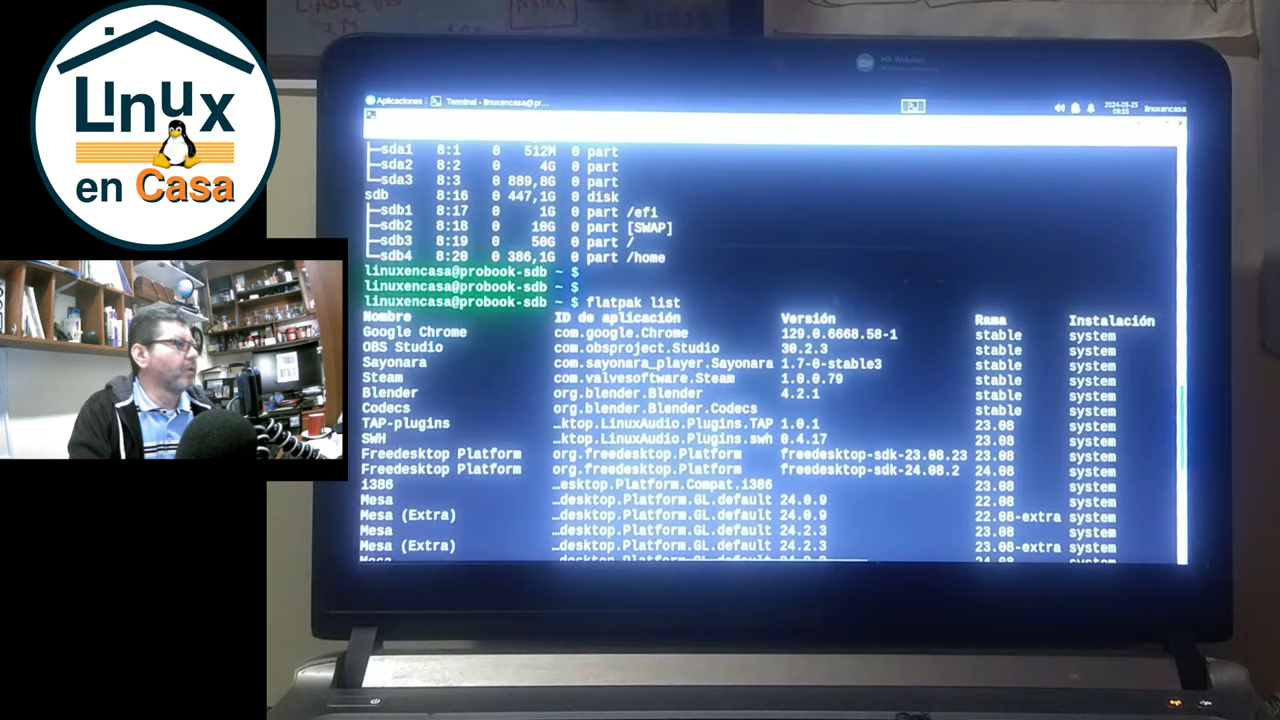 LInux
en Casa
HD Webcam
Aplicaciones
Terminal - linuxencasa@pr...
2024-09-25
09:55
linuxencasa
├─sda1 8:1 0 512M 0 part
├─sda2 8:2 0 4G 0 part
└─sda3 8:3 0 889,8G 0 part
sdb 8:16 0 447,1G 0 disk
├─sdb1 8:17 0 1G 0 part /efi
├─sdb2 8:18 0 10G 0 part [SWAP]
├─sdb3 8:19 0 50G 0 part /
└─sdb4 8:20 0 386,1G 0 part /home
linuxencasa@probook-sdb ~ $
linuxencasa@probook-sdb ~ $
linuxencasa@probook-sdb ~ $ flatpak list
Nombre ID de aplicación Versión Rama Instalación
Google Chrome com.google.Chrome 129.0.6668.58-1 stable system
OBS Studio com.obsproject.Studio 30.2.3 stable system
Sayonara com.sayonara_player.Sayonara 1.7-0-stable3 stable system
Steam com.valvesoftware.Steam 1.0.0.79 stable system
Blender org.blender.Blender 4.2.1 stable system
Codecs org.blender.Blender.Codecs stable system
TAP-plugins …ktop.LinuxAudio.Plugins.TAP 1.0.1 23.08 system
SWH …ktop.LinuxAudio.Plugins.swh 0.4.17 23.08 system
Freedesktop Platform org.freedesktop.Platform freedesktop-sdk-23.08.23 23.08 system
Freedesktop Platform org.freedesktop.Platform freedesktop-sdk-24.08.2 24.08 system
i386 …esktop.Platform.Compat.i386 23.08 system
Mesa …desktop.Platform.GL.default 24.0.9 22.08 system
Mesa (Extra) …desktop.Platform.GL.default 24.0.9 22.08-extra system
Mesa …desktop.Platform.GL.default 24.2.3 23.08 system
Mesa (Extra) …desktop.Platform.GL.default 24.2.3 23.08-extra system